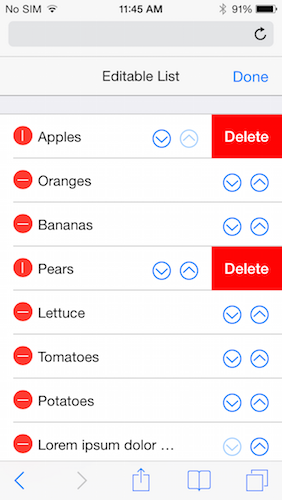 No SIM 11:45 AM 91%
Editable List Done
Apples Delete
Oranges
Bananas
Pears Delete
Lettuce
Tomatoes
Potatoes
Lorem ipsum dolor …